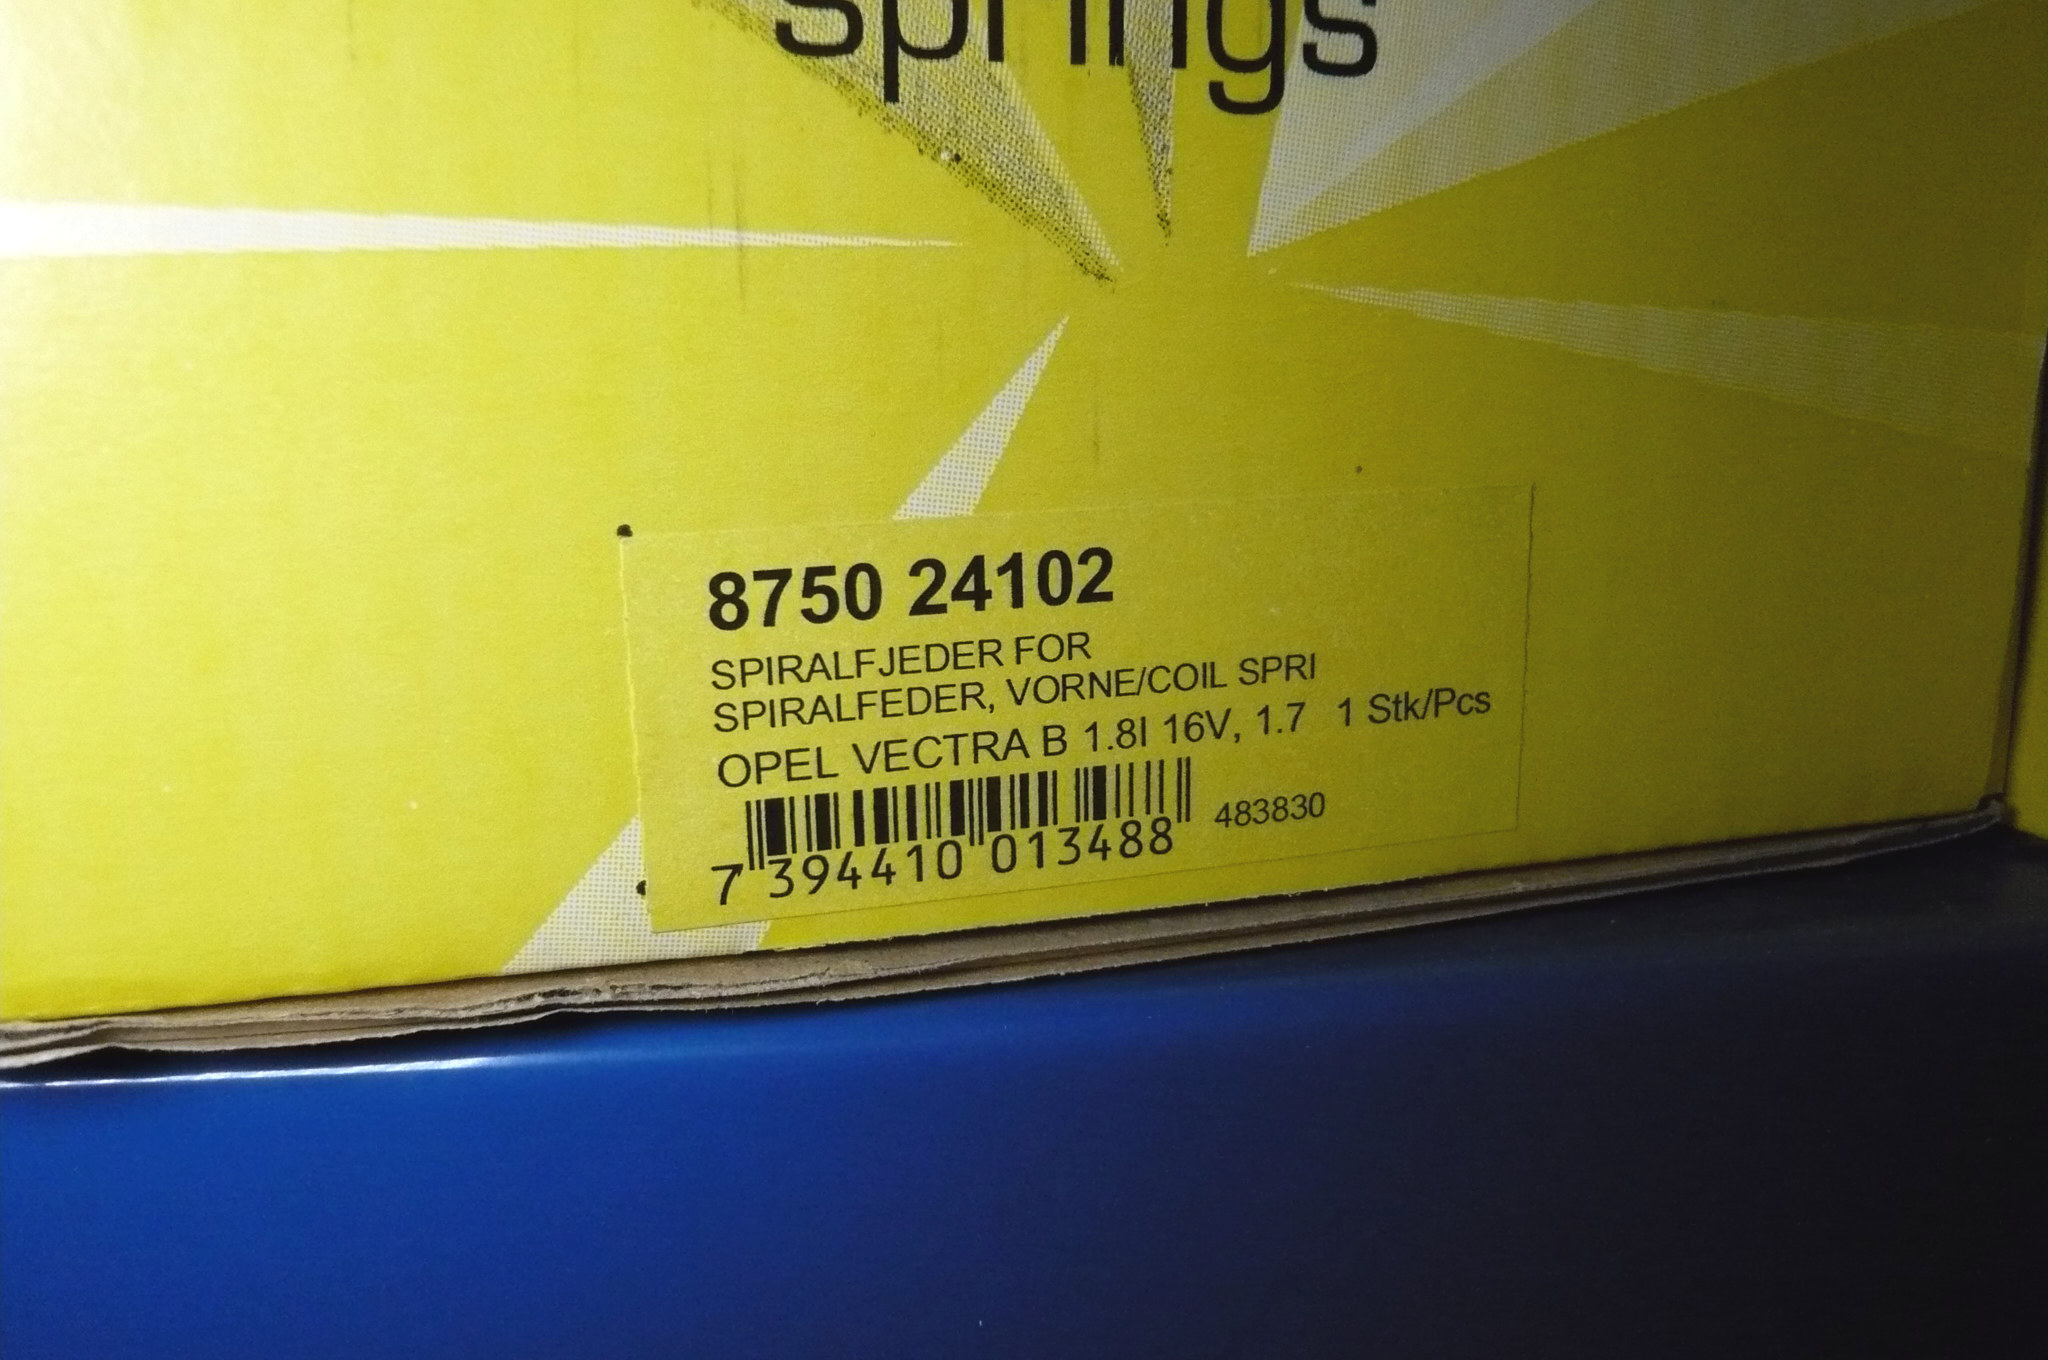 springs
8750 24102
SPIRALFJEDER FOR
SPIRALFEDER, VORNE/COIL SPRI
OPEL VECTRA B 1.8I 16V, 1.7 1 Stk/Pcs
483830
7 394410 013488